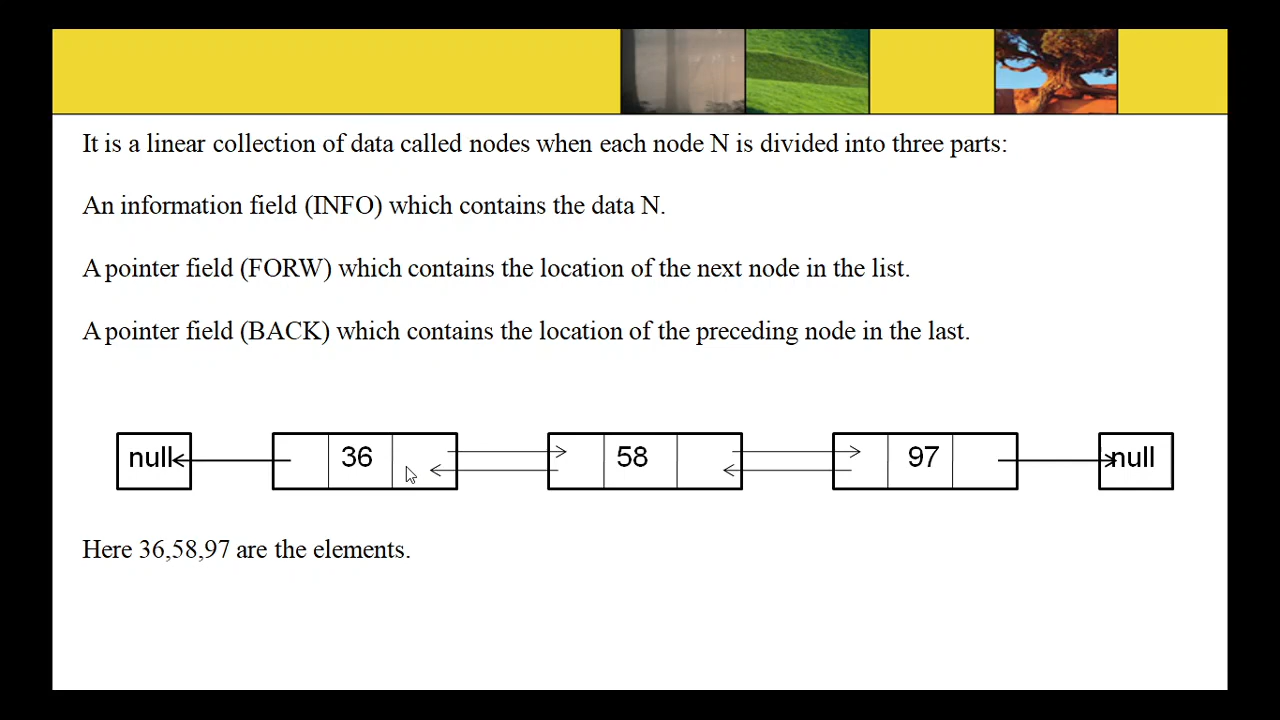 It is a linear collection of data called nodes when each node N is divided into three parts:
An information field (INFO) which contains the data N.
A pointer field (FORW) which contains the location of the next node in the list.
A pointer field (BACK) which contains the location of the preceding node in the last.
null 36 58 97 null
Here 36,58,97 are the elements.